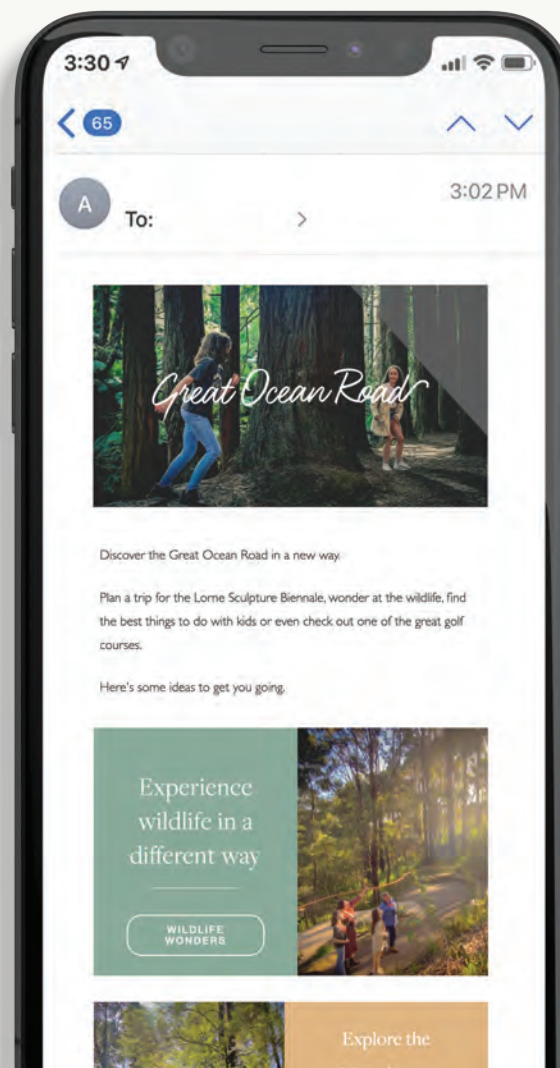 3:30
65
A
To:
3:02 PM
Great Ocean Road
Discover the Great Ocean Road in a new way.
Plan a trip for the Lorne Sculpture Biennale, wonder at the wildlife, find
the best things to do with kids or even check out one of the great golf
courses.
Here's some ideas to get you going.
Experience
wildlife in a
different way
WILDLIFE
WONDERS
Explore the